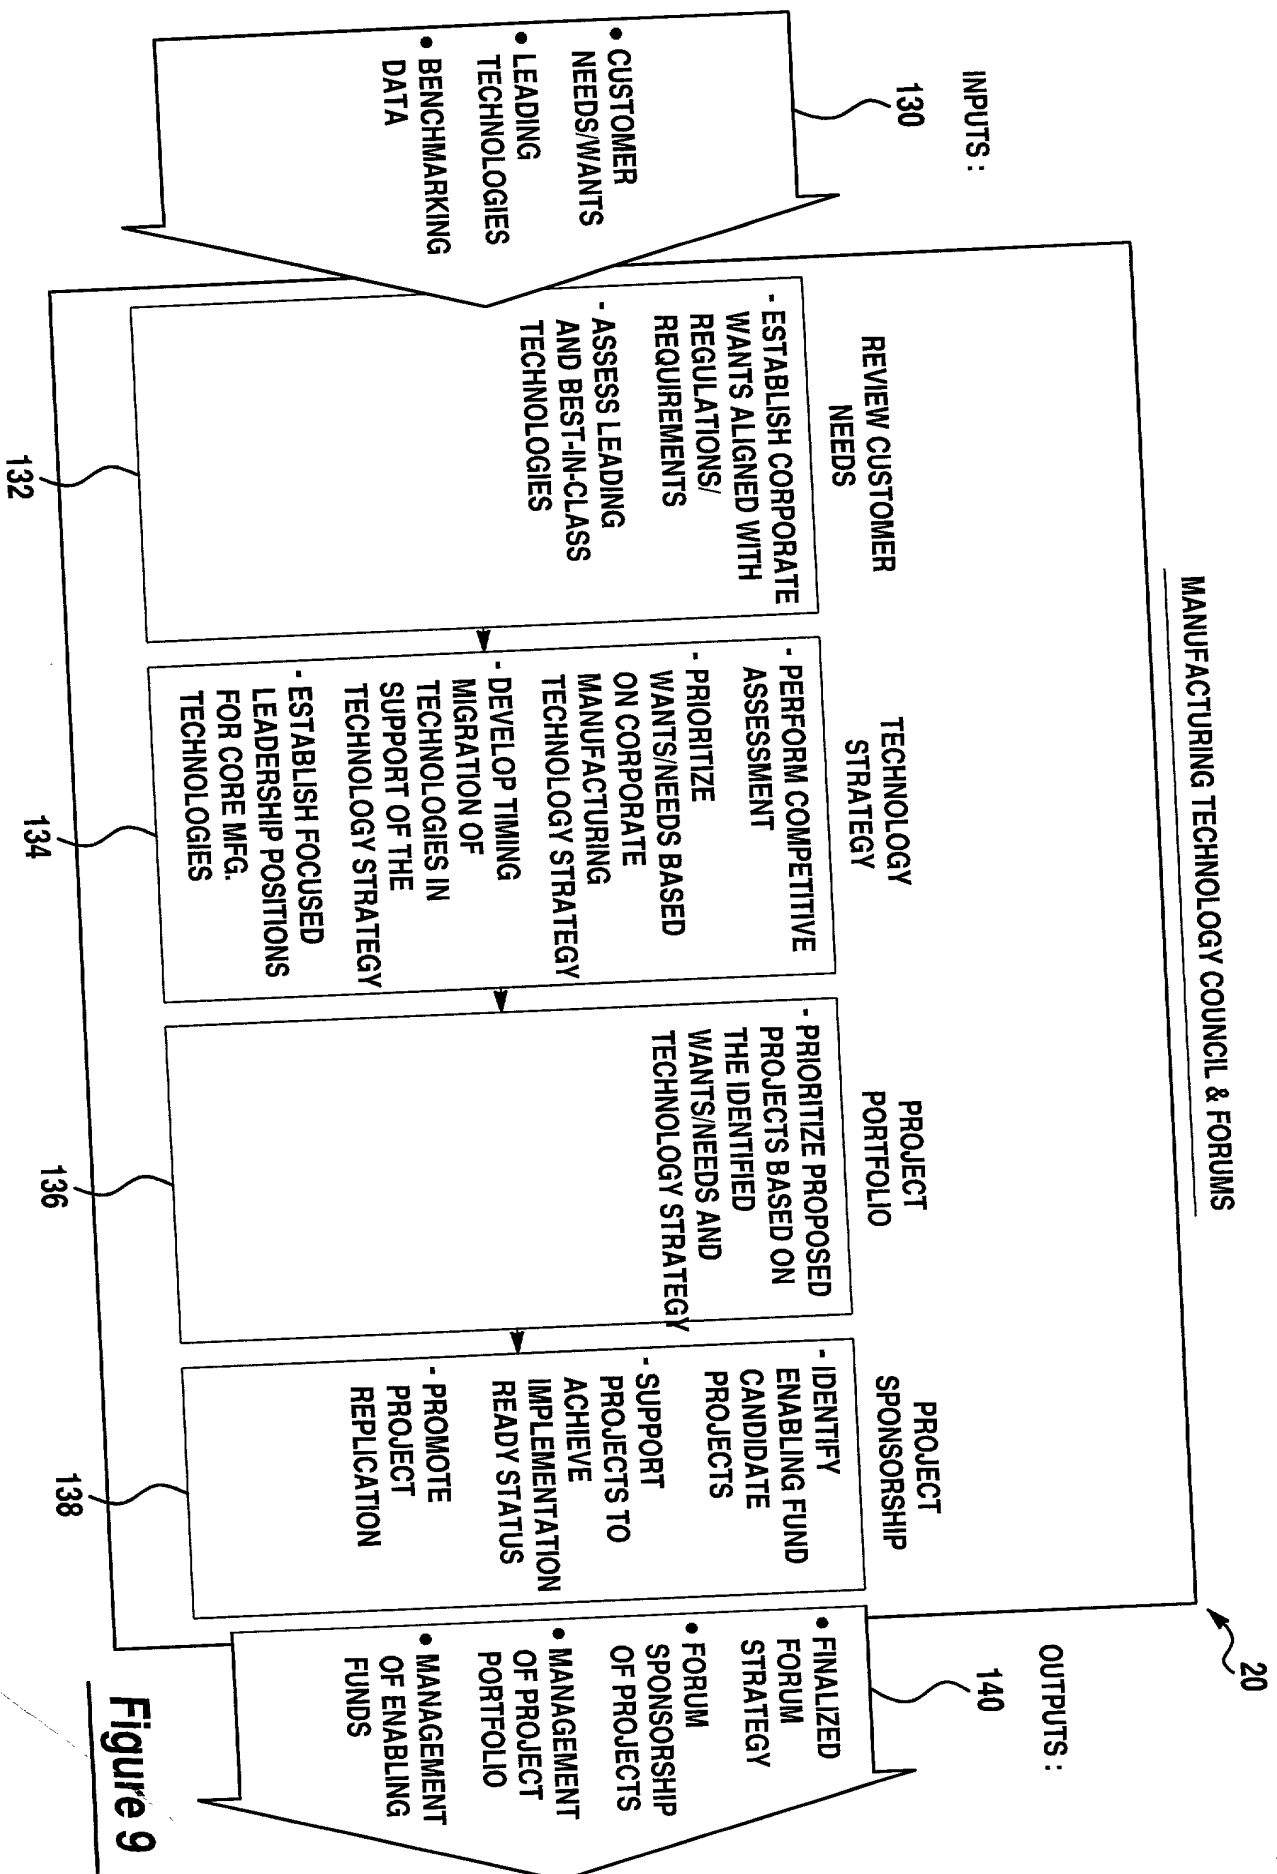 MANUFACTURING TECHNOLOGY COUNCIL & FORUMS
20
INPUTS :
130
• CUSTOMER
NEEDS/WANTS
• LEADING
TECHNOLOGIES
• BENCHMARKING
DATA
REVIEW CUSTOMER
NEEDS
- ESTABLISH CORPORATE
WANTS ALIGNED WITH
REGULATIONS/
REQUIREMENTS
- ASSESS LEADING
AND BEST-IN-CLASS
TECHNOLOGIES
132
TECHNOLOGY
STRATEGY
- PERFORM COMPETITIVE
ASSESSMENT
- PRIORITIZE
WANTS/NEEDS BASED
ON CORPORATE
MANUFACTURING
TECHNOLOGY STRATEGY
- DEVELOP TIMING
MIGRATION OF
TECHNOLOGIES IN
SUPPORT OF THE
TECHNOLOGY STRATEGY
- ESTABLISH FOCUSED
LEADERSHIP POSITIONS
FOR CORE MFG.
TECHNOLOGIES
134
PROJECT
PORTFOLIO
- PRIORITIZE PROPOSED
PROJECTS BASED ON
THE IDENTIFIED
WANTS/NEEDS AND
TECHNOLOGY STRATEGY
136
PROJECT
SPONSORSHIP
- IDENTIFY
ENABLING FUND
CANDIDATE
PROJECTS
- SUPPORT
PROJECTS TO
ACHIEVE
IMPLEMENTATION
READY STATUS
- PROMOTE
PROJECT
REPLICATION
138
OUTPUTS :
140
• FINALIZED
FORUM
STRATEGY
• FORUM
SPONSORSHIP
OF PROJECTS
• MANAGEMENT
OF PROJECT
PORTFOLIO
• MANAGEMENT
OF ENABLING
FUNDS
Figure 9